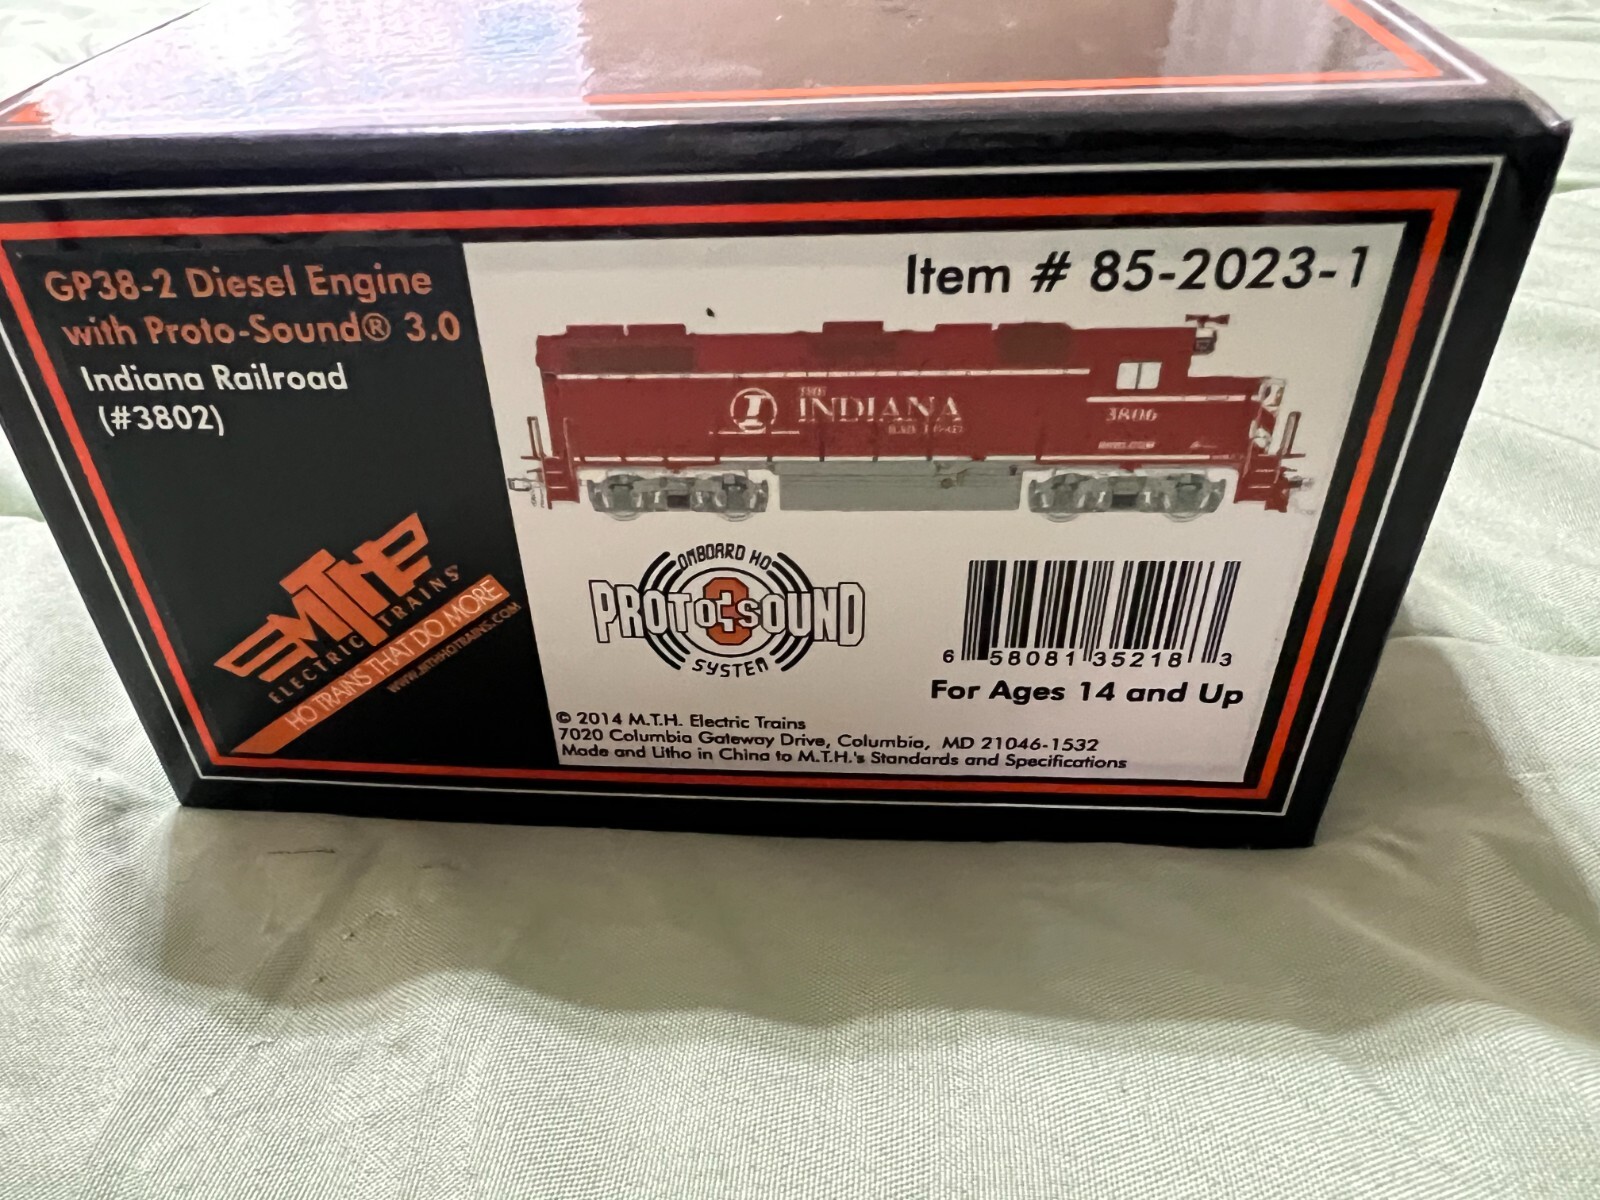 GP38-2 Diesel Engine
with Proto-Sound® 3.0
Indiana Railroad
(#3802)
Item # 85-2023-1
THE
INDIANA
RAIL ROAD
3806
MTH
ELECTRIC TRAINS
HO TRAINS THAT DO MORE
WWW.MTHHOTRAINS.COM
ONBOARD HO
PROTO 3 SOUND
SYSTEM
6 58081 35218 3
For Ages 14 and Up
© 2014 M.T.H. Electric Trains
7020 Columbia Gateway Drive, Columbia, MD 21046-1532
Made and Litho in China to M.T.H.'s Standards and Specifications